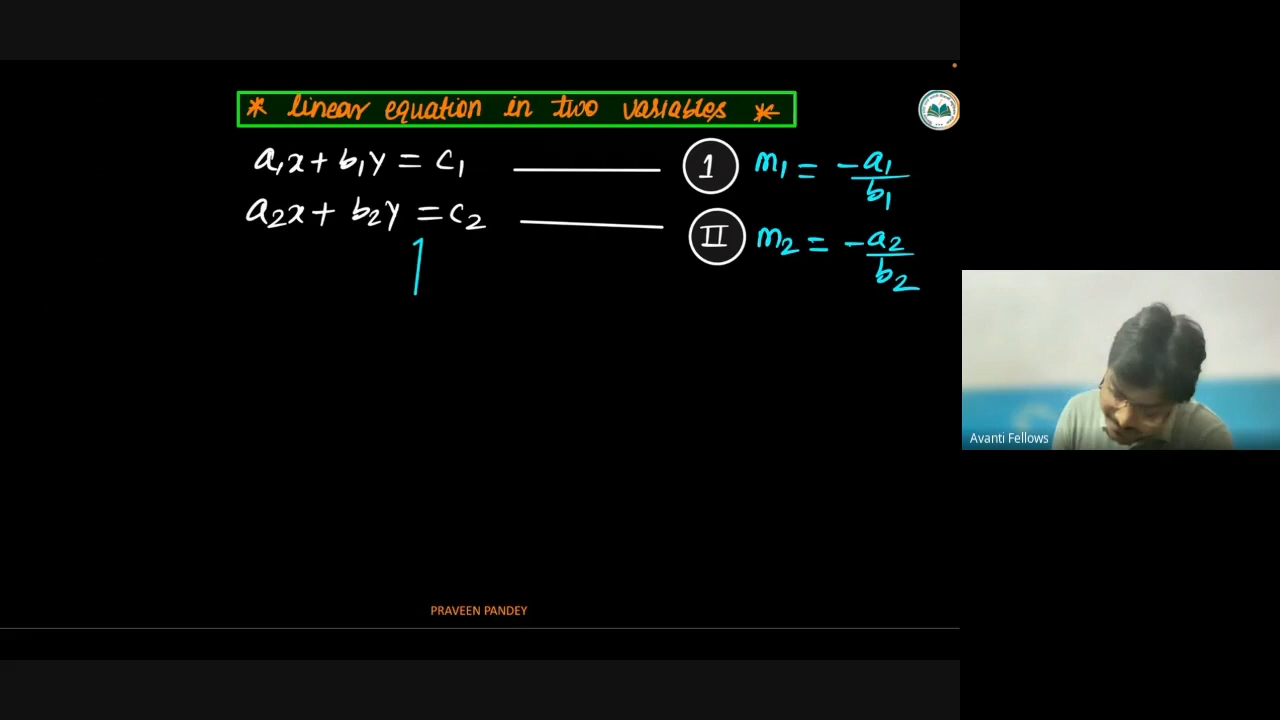 * linear equation in two variables *
a₁x + b₁y = c₁ ——— 1 m₁ = -a₁/b₁
a₂x + b₂y = c₂ ——— II m₂ = -a₂/b₂
Avanti Fellows
PRAVEEN PANDEY